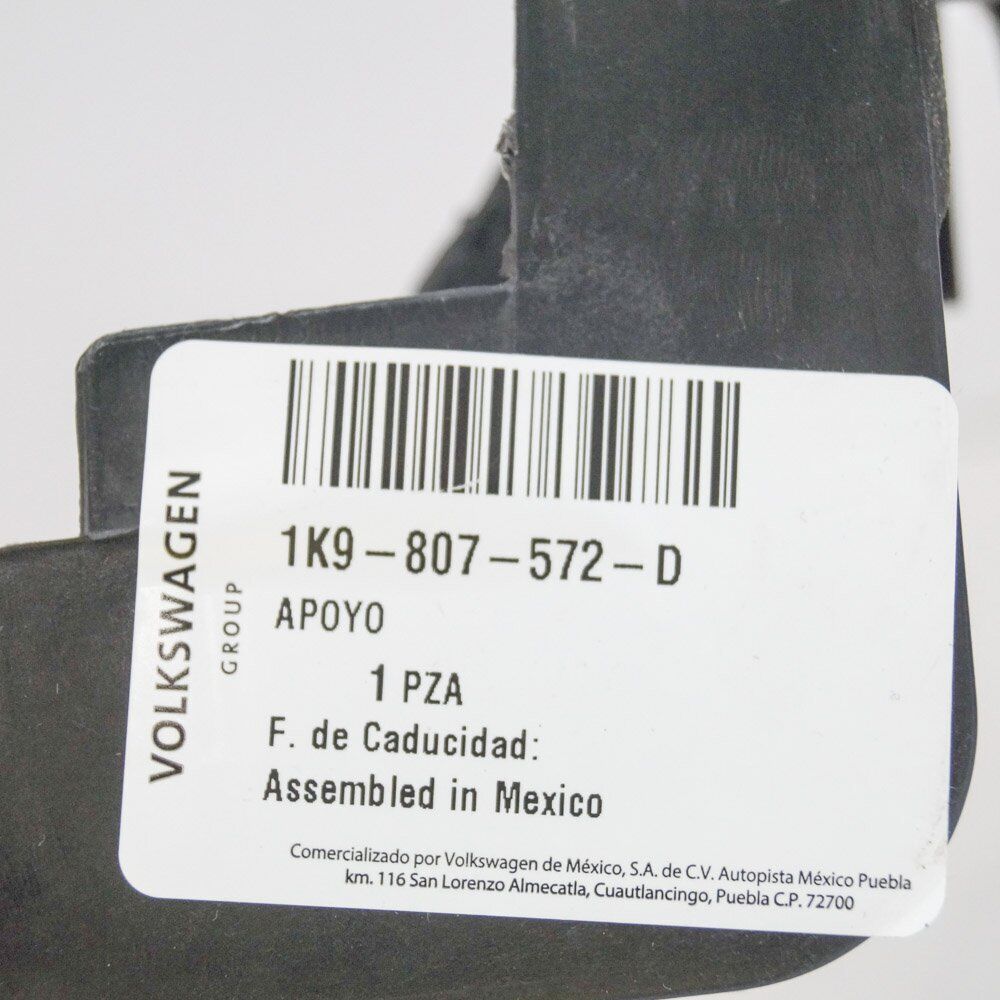 VOLKSWAGEN
GROUP
1K9-807-572-D
APOYO
1 PZA
F. de Caducidad:
Assembled in Mexico
Comercializado por Volkswagen de México, S.A. de C.V. Autopista México Puebla
km. 116 San Lorenzo Almecatla, Cuautlancingo, Puebla C.P. 72700